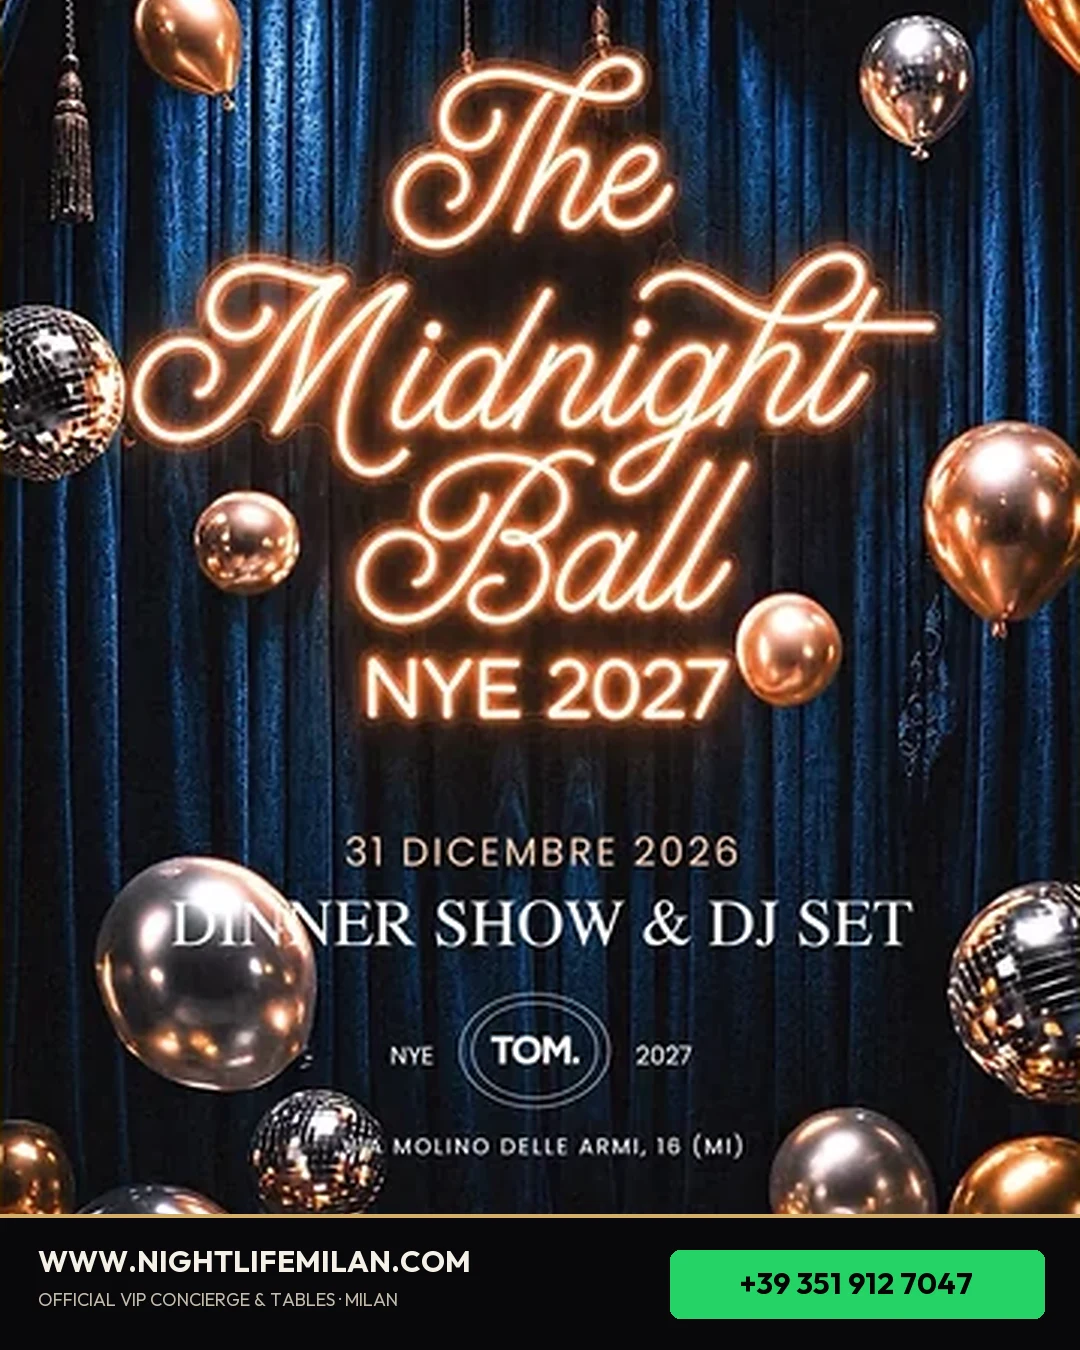 The
Midnight
Ball
NYE 2027
31 DICEMBRE 2026
DINNER SHOW & DJ SET
NYE TOM. 2027
VIA MOLINO DELLE ARMI, 16 (MI)
WWW.NIGHTLIFEMILAN.COM
OFFICIAL VIP CONCIERGE & TABLES · MILAN
+39 351 912 7047